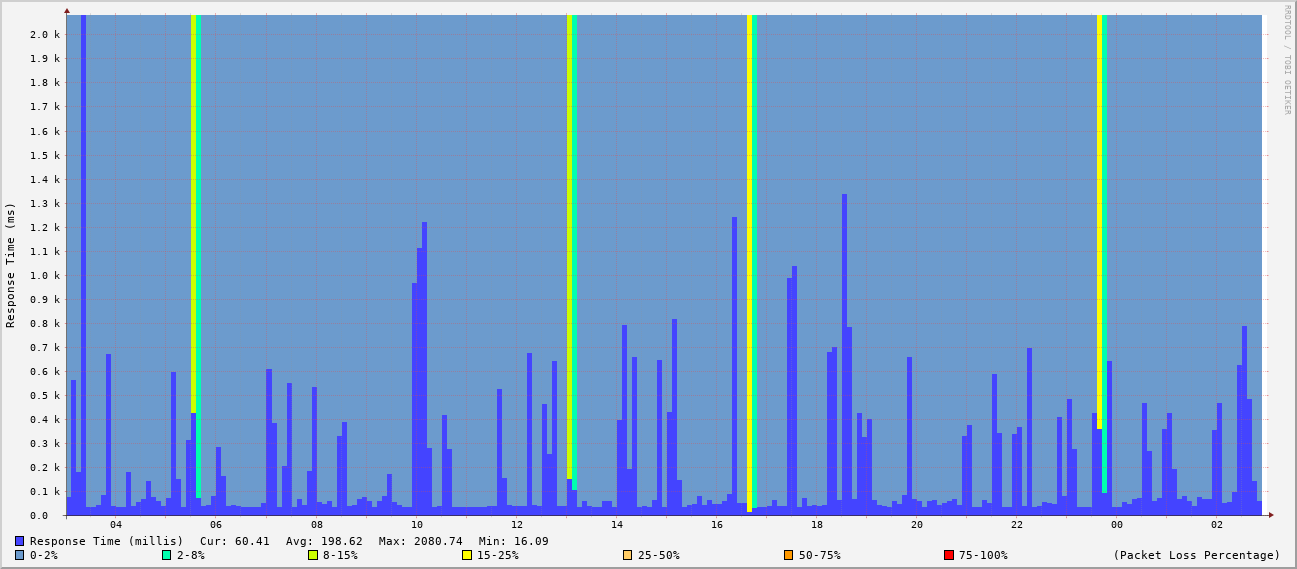 RRDTOOL / TOBI OETIKER
Response Time (ms)
2.0 k
1.9 k
1.8 k
1.7 k
1.6 k
1.5 k
1.4 k
1.3 k
1.2 k
1.1 k
1.0 k
0.9 k
0.8 k
0.7 k
0.6 k
0.5 k
0.4 k
0.3 k
0.2 k
0.1 k
0.0
04 06 08 10 12 14 16 18 20 22 00 02
Response Time (millis) Cur: 60.41 Avg: 198.62 Max: 2080.74 Min: 16.09
0-2% 2-8% 8-15% 15-25% 25-50% 50-75% 75-100% (Packet Loss Percentage)